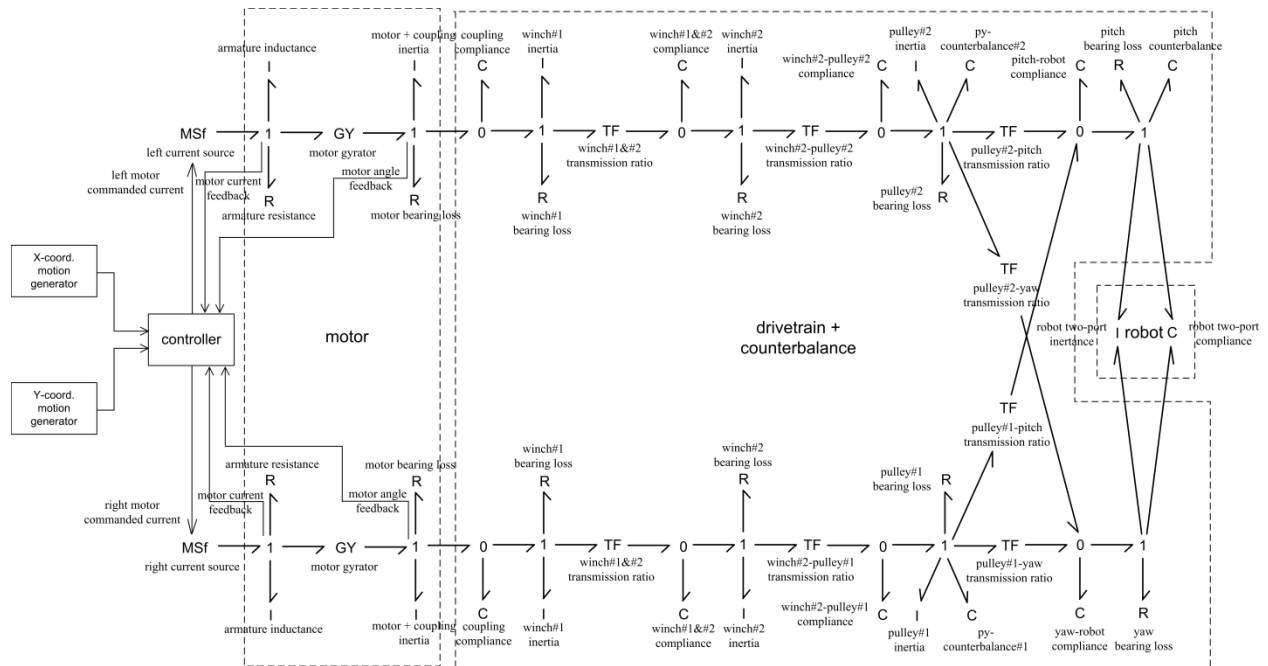 armature inductance
motor + coupling
inertia
coupling
compliance
winch#1
inertia
winch#1&#2
compliance
winch#2
inertia
winch#2-pulley#2
compliance
pulley#2
inertia
py-
counterbalance#2
pitch-robot
compliance
pitch
bearing loss
pitch
counterbalance
I
I
C
I
C
I
C
I
C
C
R
C
MSf
1
GY
1
0
1
TF
0
1
TF
0
1
TF
0
1
left current source
motor gyrator
winch#1&#2
transmission ratio
winch#2-pulley#2
transmission ratio
pulley#2-pitch
transmission ratio
left motor
commanded current
motor current
feedback
motor angle
feedback
R
armature resistance
R
motor bearing loss
R
winch#1
bearing loss
R
winch#2
bearing loss
pulley#2
bearing loss
R
X-coord.
motion
generator
TF
pulley#2-yaw
transmission ratio
controller
motor
drivetrain +
counterbalance
robot two-port
inertance
I
robot
C
robot two-port
compliance
Y-coord.
motion
generator
TF
pulley#1-pitch
transmission ratio
armature resistance
R
motor bearing loss
R
winch#1
bearing loss
R
winch#2
bearing loss
R
pulley#1
bearing loss
R
right motor
commanded current
motor current
feedback
motor angle
feedback
MSf
1
GY
1
0
1
TF
0
1
TF
0
1
TF
0
1
right current source
motor gyrator
winch#1&#2
transmission ratio
winch#2-pulley#1
transmission ratio
pulley#1-yaw
transmission ratio
winch#2-pulley#1
compliance
I
I
C
I
C
I
C
I
C
C
R
armature inductance
motor + coupling
inertia
coupling
compliance
winch#1
inertia
winch#1&#2
compliance
winch#2
inertia
pulley#1
inertia
py-
counterbalance#1
yaw-robot
compliance
yaw
bearing loss